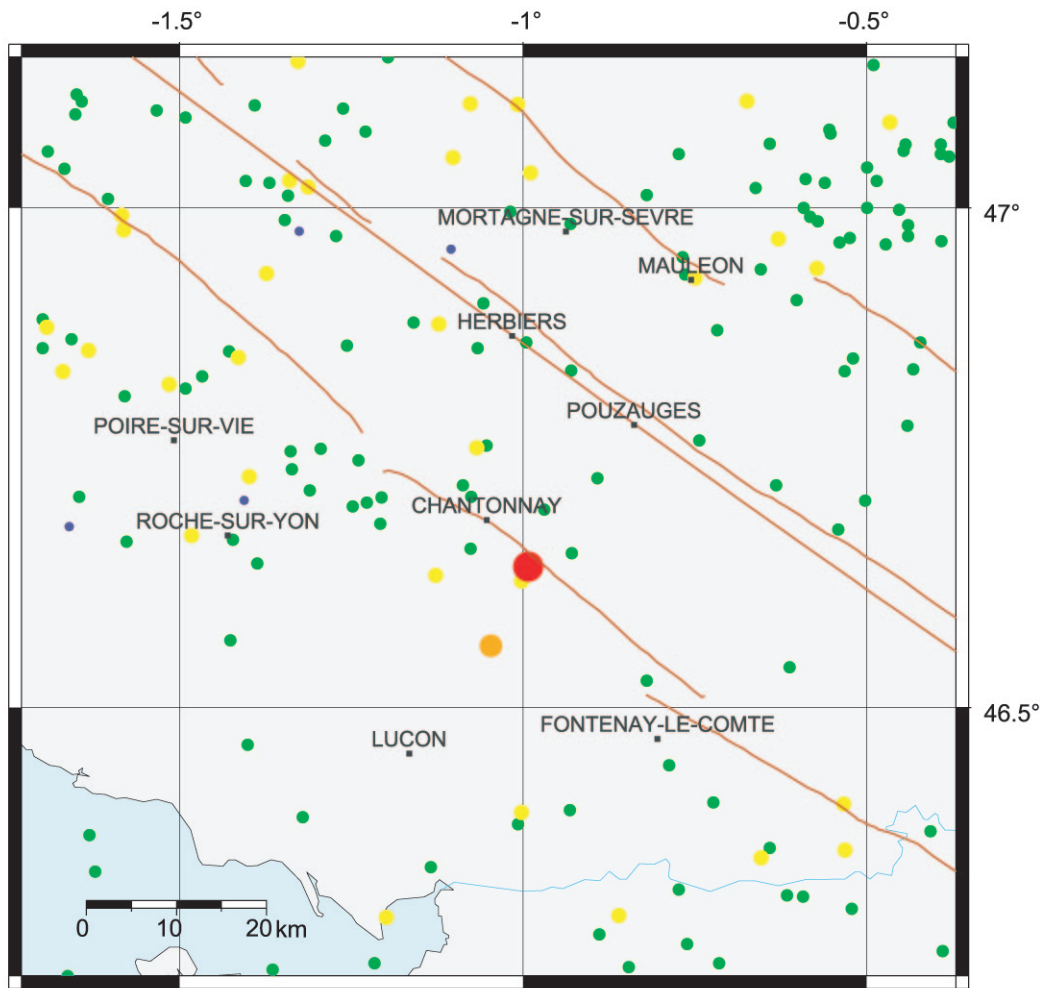 -1.5° -1° -0.5°
47°
MORTAGNE-SUR-SEVRE
MAULEON
HERBIERS
POUZAUGES
POIRE-SUR-VIE
CHANTONNAY
ROCHE-SUR-YON
46.5°
FONTENAY-LE-COMTE
LUCON
0 10 20 km